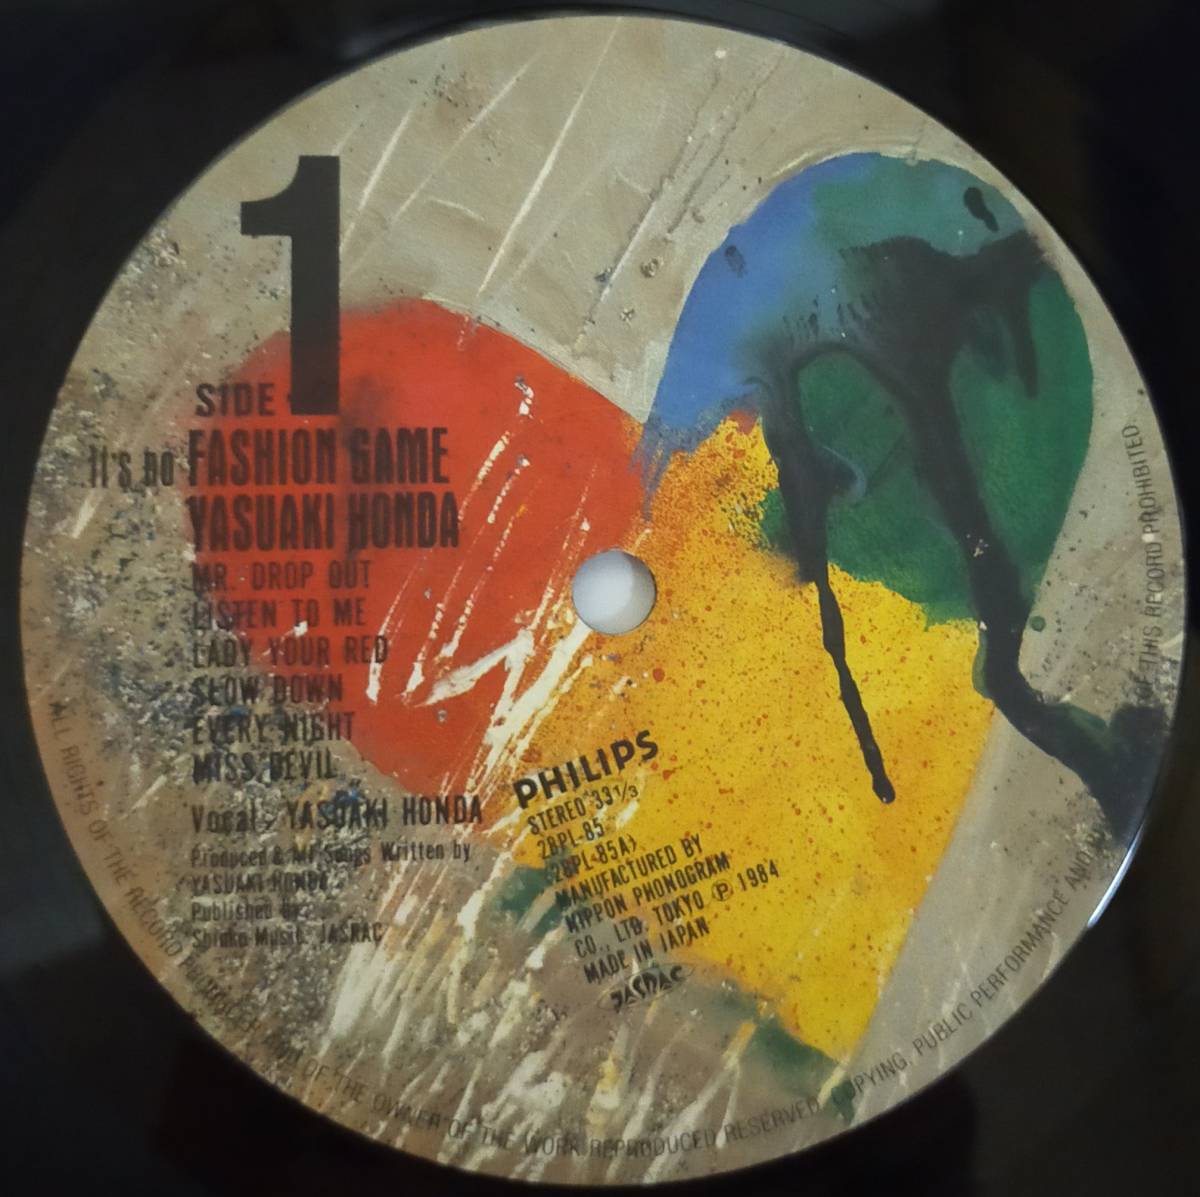 1
SIDE
It's no FASHION GAME
YASUAKI HONDA
MR. DROP OUT
LISTEN TO ME
LADY YOUR RED
SLOW DOWN
EVERY NIGHT
MISS DEVIL
Vocal: YASUAKI HONDA
Produced & All Songs Written by
YASUAKI HONDA
Published by
Shinko Music. JASRAC
PHILIPS
STEREO 33 1/3
28PL-85
(28PL-85A)
MANUFACTURED BY
NIPPON PHONOGRAM
CO., LTD. TOKYO Ⓟ 1984
MADE IN JAPAN
JASRAC
ALL RIGHTS OF THE RECORD PRODUCER AND OF THE OWNER OF THE WORK REPRODUCED RESERVED. COPYING, PUBLIC PERFORMANCE AND OF THIS RECORD PROHIBITED.